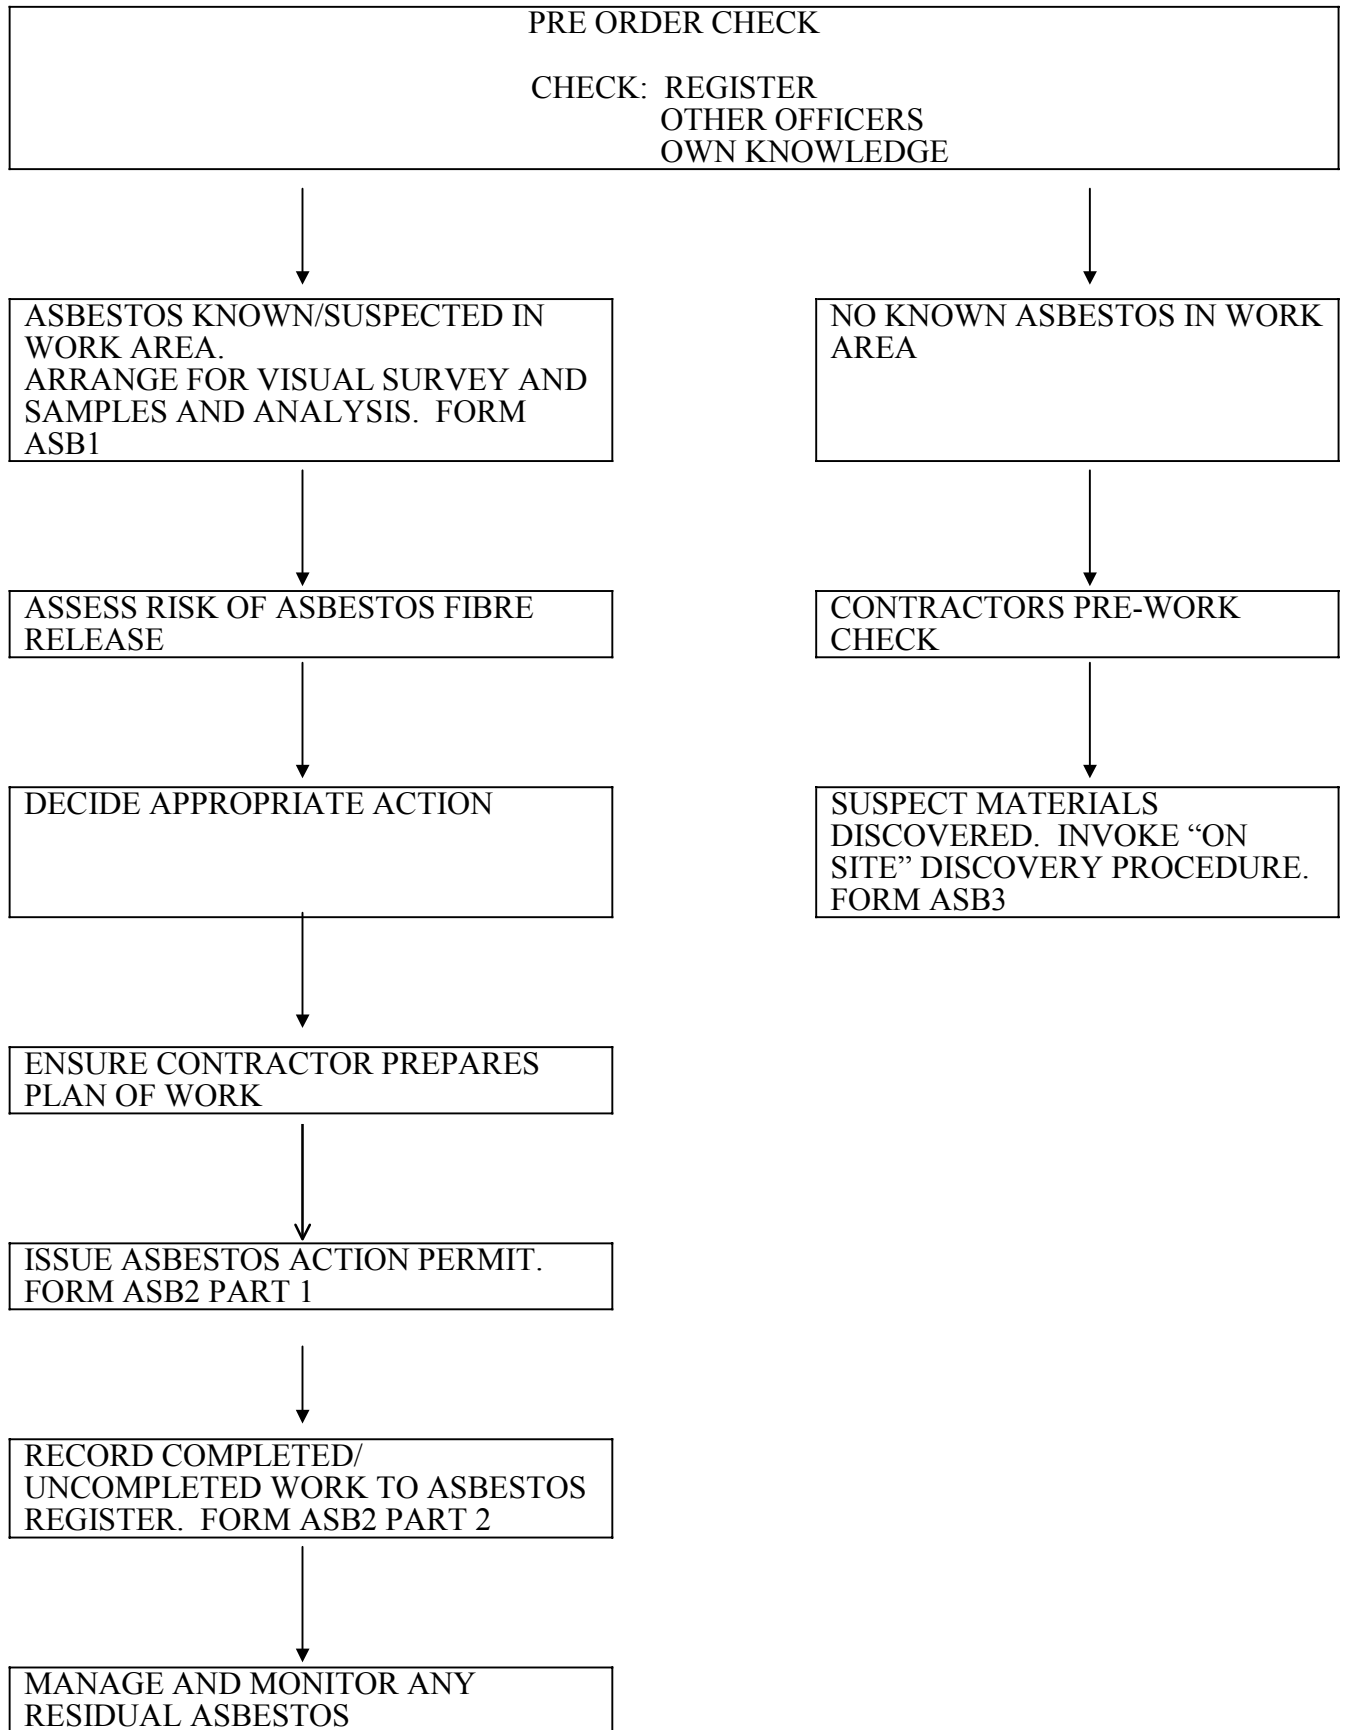 PRE ORDER CHECK
CHECK: REGISTER
OTHER OFFICERS
OWN KNOWLEDGE
ASBESTOS KNOWN/SUSPECTED IN
WORK AREA.
ARRANGE FOR VISUAL SURVEY AND
SAMPLES AND ANALYSIS. FORM
ASB1
NO KNOWN ASBESTOS IN WORK
AREA
ASSESS RISK OF ASBESTOS FIBRE
RELEASE
CONTRACTORS PRE-WORK
CHECK
DECIDE APPROPRIATE ACTION
SUSPECT MATERIALS
DISCOVERED. INVOKE “ON
SITE” DISCOVERY PROCEDURE.
FORM ASB3
ENSURE CONTRACTOR PREPARES
PLAN OF WORK
ISSUE ASBESTOS ACTION PERMIT.
FORM ASB2 PART 1
RECORD COMPLETED/
UNCOMPLETED WORK TO ASBESTOS
REGISTER. FORM ASB2 PART 2
MANAGE AND MONITOR ANY
RESIDUAL ASBESTOS